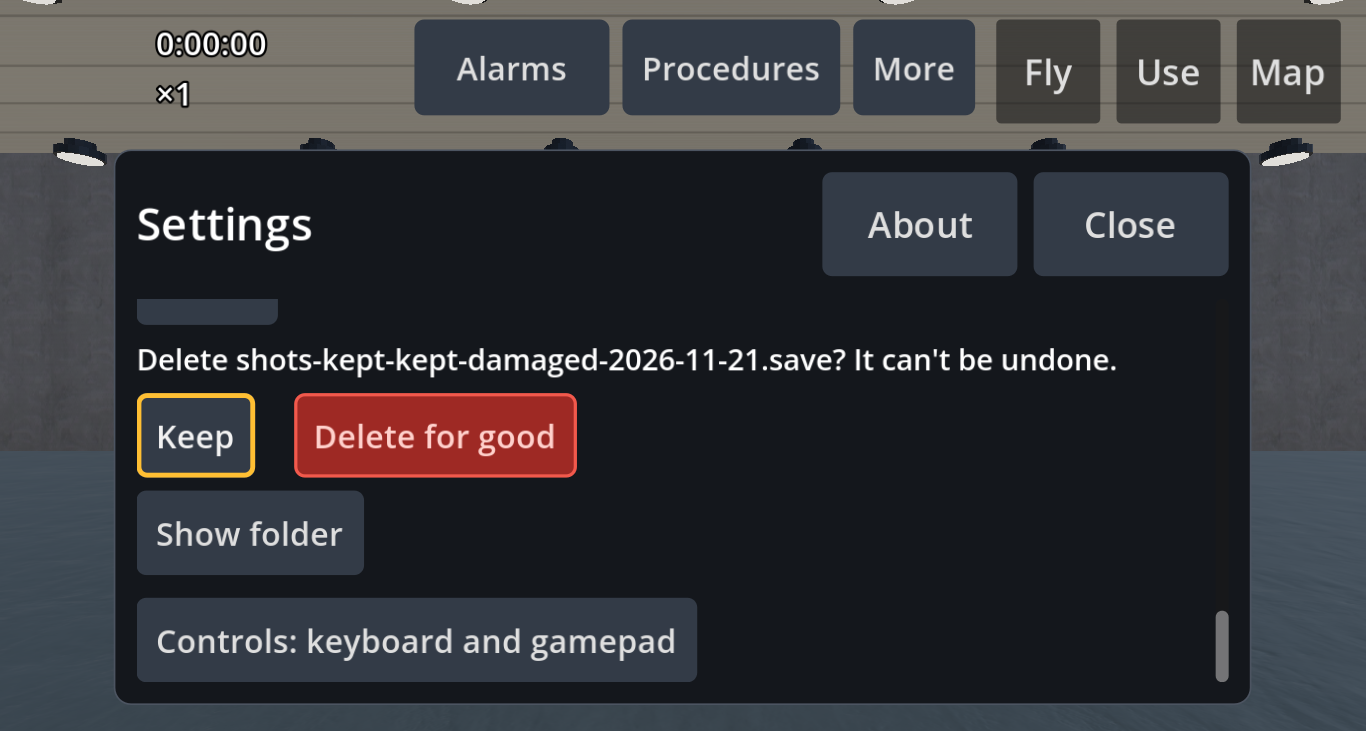 0:00:00
×1
Alarms
Procedures
More
Fly
Use
Map
Settings
About
Close
Delete shots-kept-kept-damaged-2026-11-21.save? It can't be undone.
Keep
Delete for good
Show folder
Controls: keyboard and gamepad